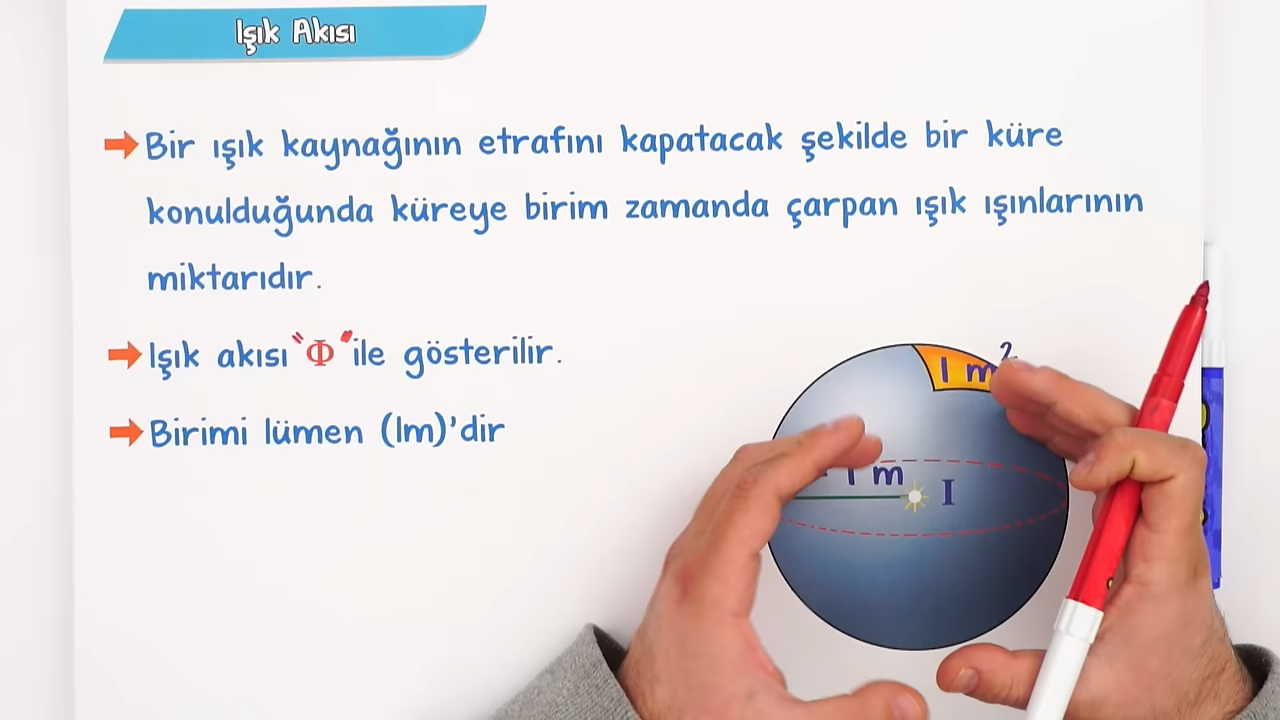 Işık Akısı
Bir ışık kaynağının etrafını kapatacak şekilde bir küre
konulduğunda küreye birim zamanda çarpan ışık ışınlarının
miktarıdır.
Işık akısı "Φ" ile gösterilir.
Birimi lümen (lm)'dir
1 m²
1 m
I